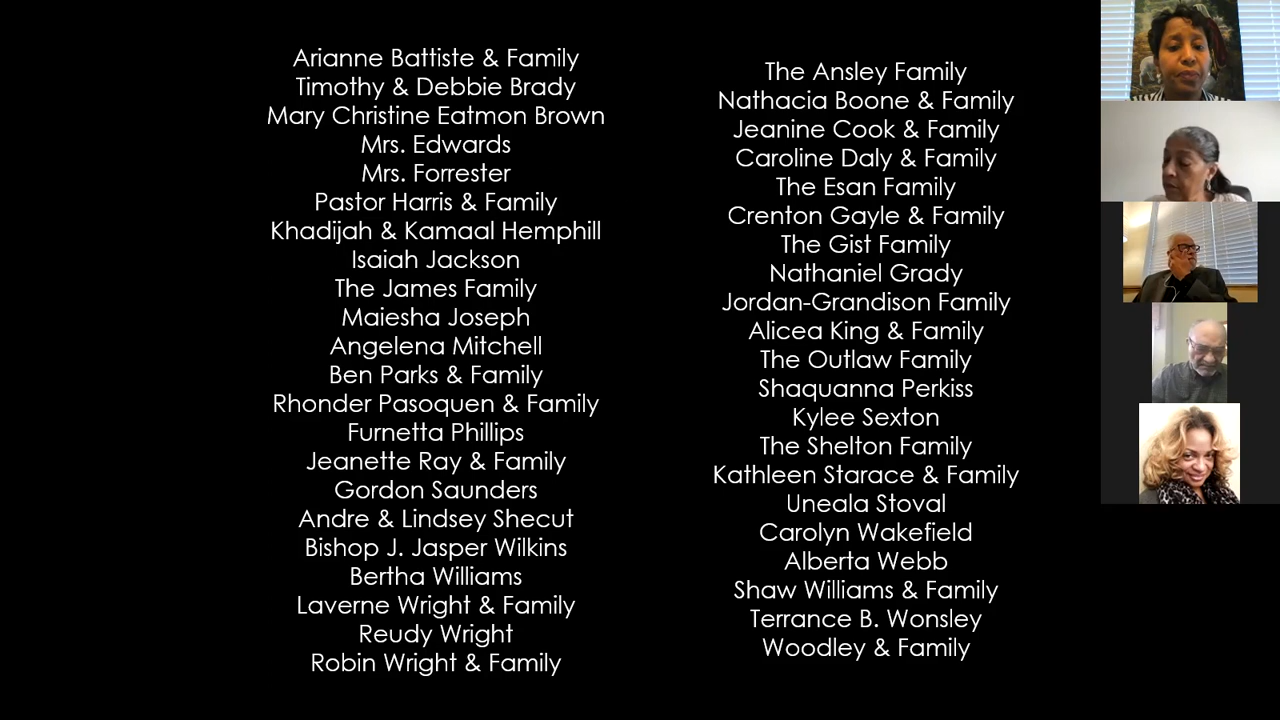 Arianne Battiste & Family
Timothy & Debbie Brady
Mary Christine Eatmon Brown
Mrs. Edwards
Mrs. Forrester
Pastor Harris & Family
Khadijah & Kamaal Hemphill
Isaiah Jackson
The James Family
Maiesha Joseph
Angelena Mitchell
Ben Parks & Family
Rhonder Pasoquen & Family
Furnetta Phillips
Jeanette Ray & Family
Gordon Saunders
Andre & Lindsey Shecut
Bishop J. Jasper Wilkins
Bertha Williams
Laverne Wright & Family
Reudy Wright
Robin Wright & Family
The Ansley Family
Nathacia Boone & Family
Jeanine Cook & Family
Caroline Daly & Family
The Esan Family
Crenton Gayle & Family
The Gist Family
Nathaniel Grady
Jordan-Grandison Family
Alicea King & Family
The Outlaw Family
Shaquanna Perkiss
Kylee Sexton
The Shelton Family
Kathleen Starace & Family
Uneala Stoval
Carolyn Wakefield
Alberta Webb
Shaw Williams & Family
Terrance B. Wonsley
Woodley & Family